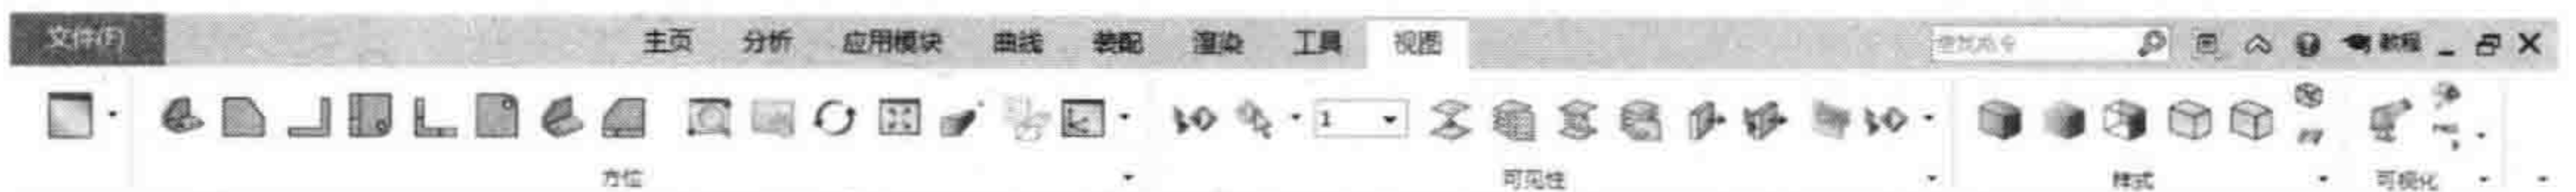 文件(F) 主页 分析 应用模块 曲线 装配 渲染 工具 视图 查找命令 教程
1
方位 可见性 样式 可视化